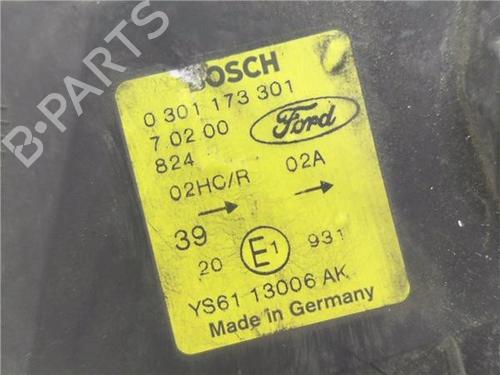 B-PARTS
BOSCH
0 301 173 301
7 02 00
824
Ford
02HC/R 02A
→ →
39
20 E1 931
YS61 13006 AK
Made in Germany